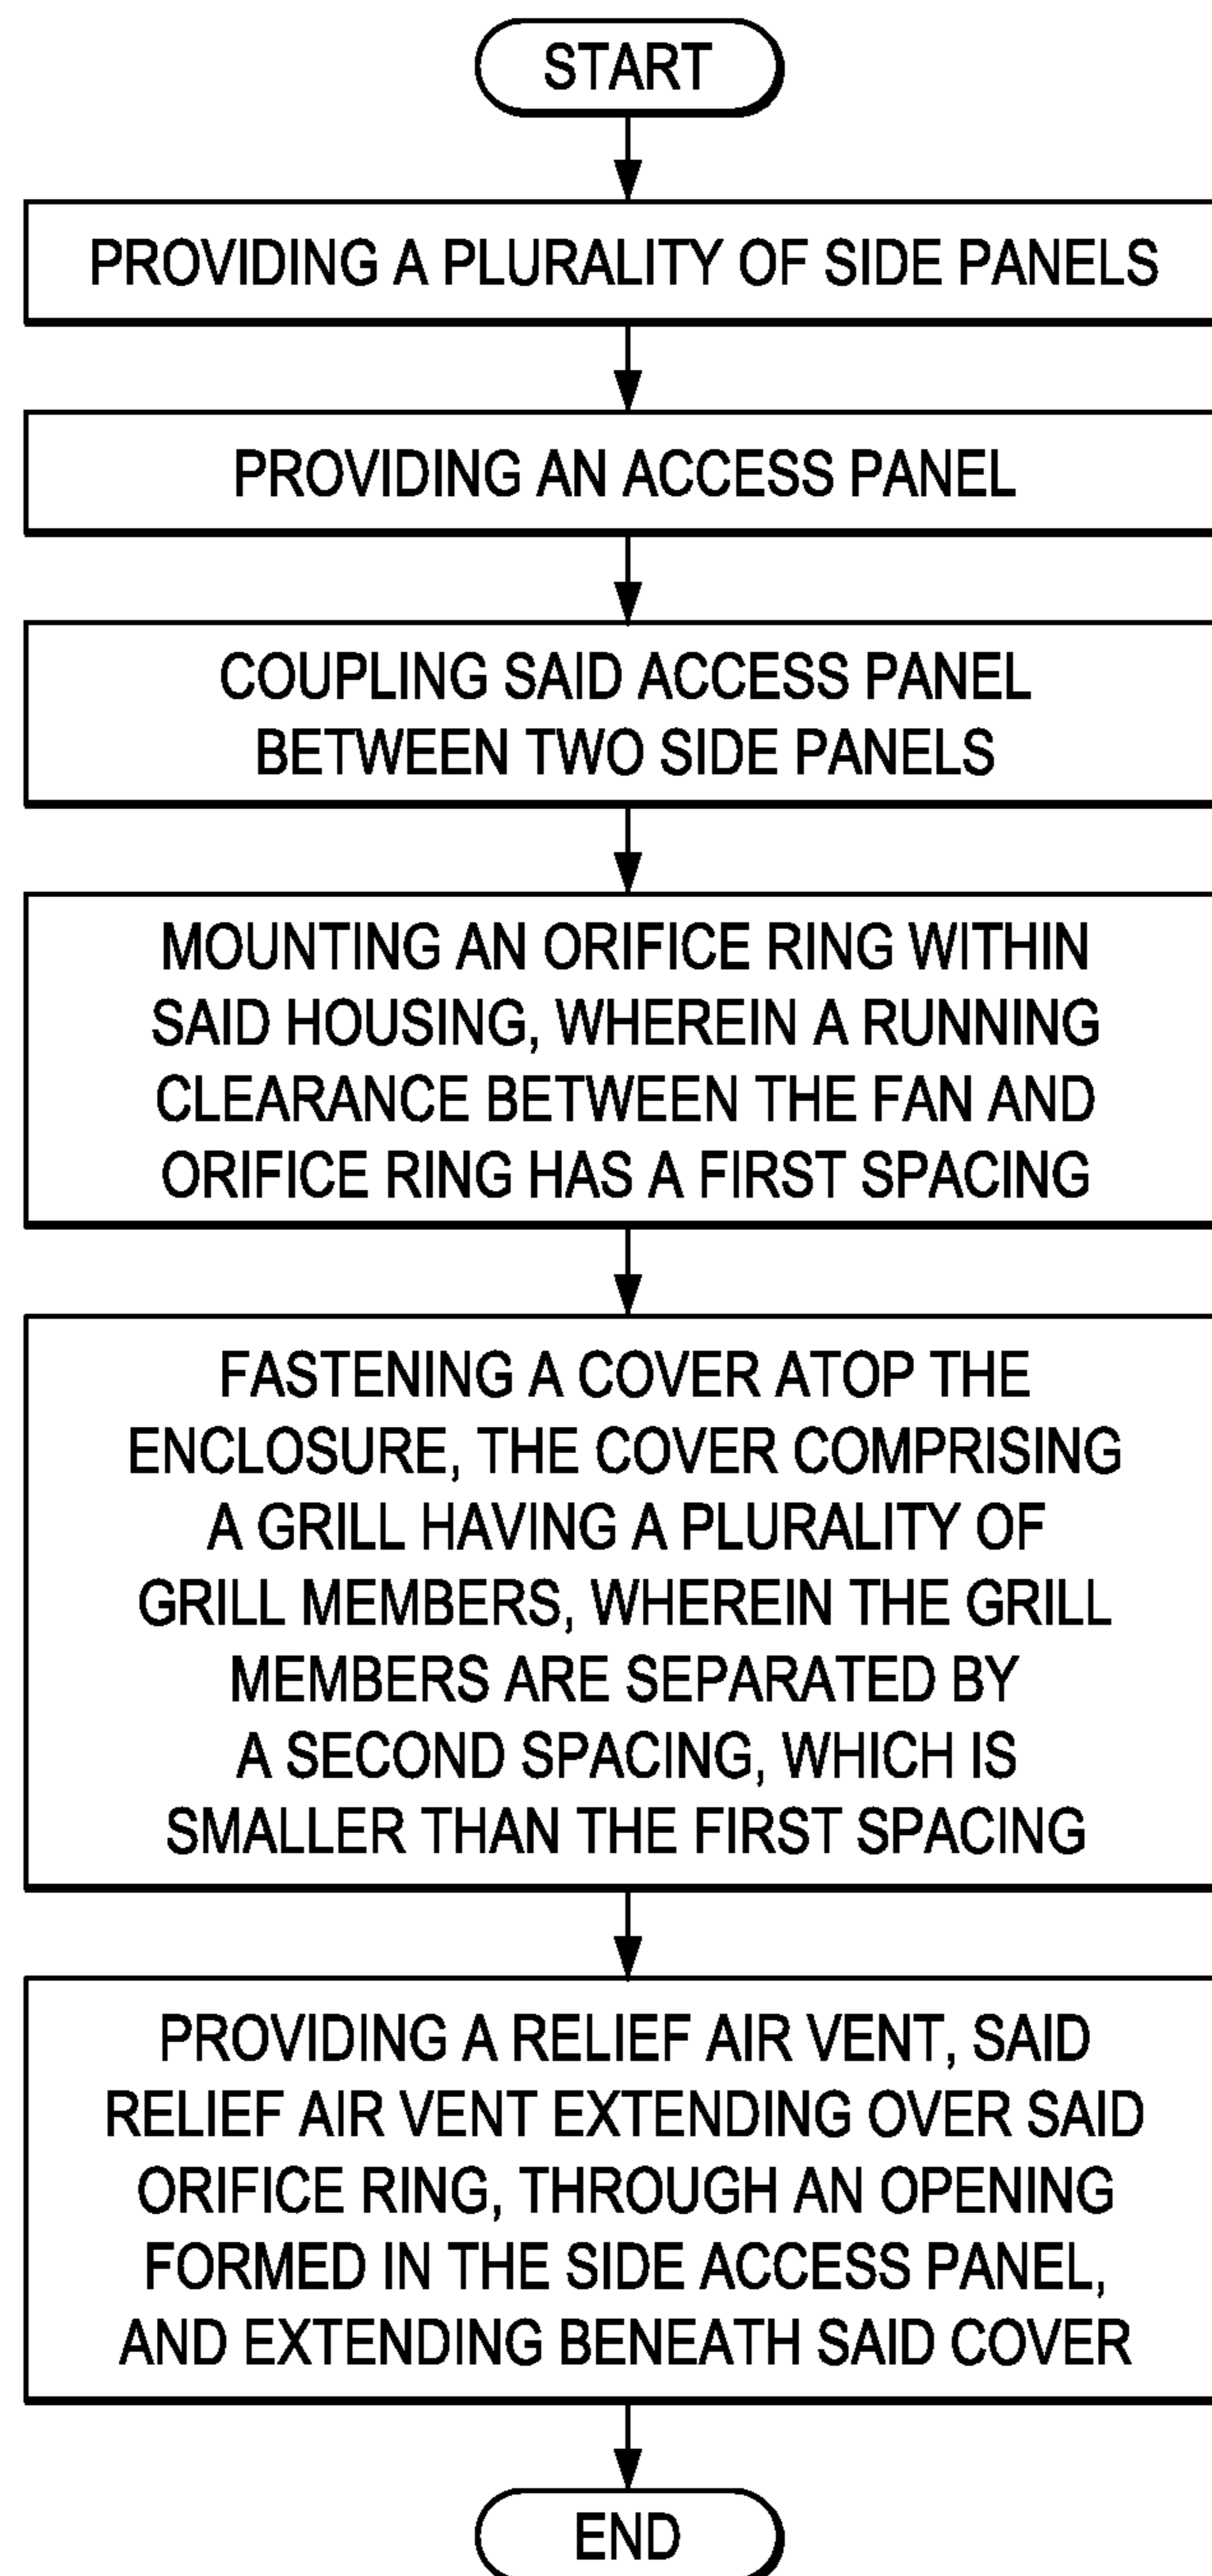 START
PROVIDING A PLURALITY OF SIDE PANELS
PROVIDING AN ACCESS PANEL
COUPLING SAID ACCESS PANEL
BETWEEN TWO SIDE PANELS
MOUNTING AN ORIFICE RING WITHIN
SAID HOUSING, WHEREIN A RUNNING
CLEARANCE BETWEEN THE FAN AND
ORIFICE RING HAS A FIRST SPACING
FASTENING A COVER ATOP THE
ENCLOSURE, THE COVER COMPRISING
A GRILL HAVING A PLURALITY OF
GRILL MEMBERS, WHEREIN THE GRILL
MEMBERS ARE SEPARATED BY
A SECOND SPACING, WHICH IS
SMALLER THAN THE FIRST SPACING
PROVIDING A RELIEF AIR VENT, SAID
RELIEF AIR VENT EXTENDING OVER SAID
ORIFICE RING, THROUGH AN OPENING
FORMED IN THE SIDE ACCESS PANEL,
AND EXTENDING BENEATH SAID COVER
END